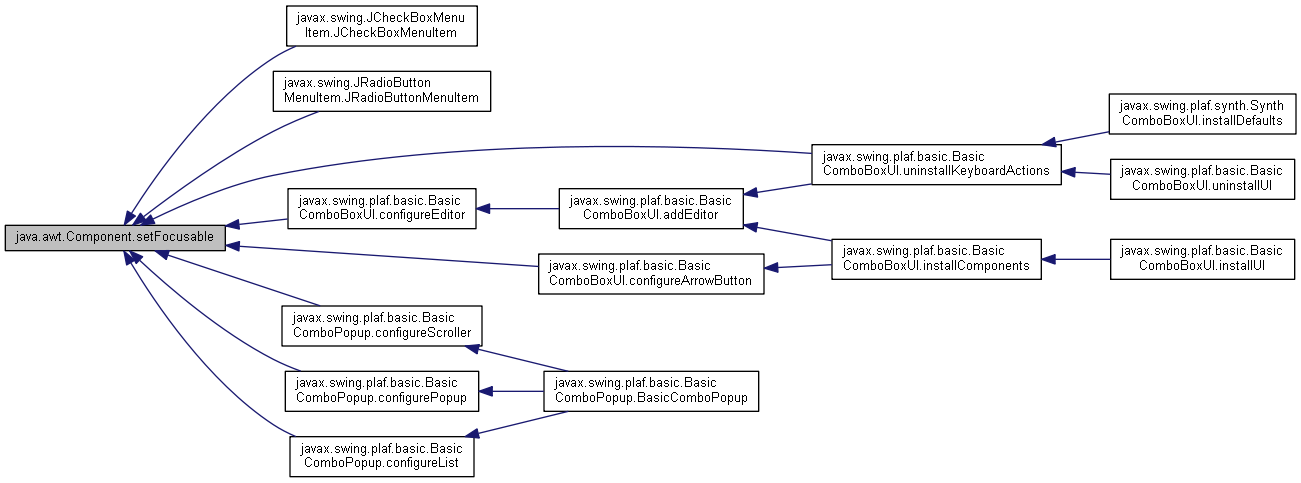 javax.swing.JCheckBoxMenu
Item.JCheckBoxMenuItem
javax.swing.JRadioButton
MenuItem.JRadioButtonMenuItem
javax.swing.plaf.synth.Synth
ComboBoxUI.installDefaults
javax.swing.plaf.basic.Basic
ComboBoxUI.uninstallKeyboardActions
javax.swing.plaf.basic.Basic
ComboBoxUI.uninstallUI
javax.swing.plaf.basic.Basic
ComboBoxUI.configureEditor
javax.swing.plaf.basic.Basic
ComboBoxUI.addEditor
java.awt.Component.setFocusable
javax.swing.plaf.basic.Basic
ComboBoxUI.installComponents
javax.swing.plaf.basic.Basic
ComboBoxUI.installUI
javax.swing.plaf.basic.Basic
ComboBoxUI.configureArrowButton
javax.swing.plaf.basic.Basic
ComboPopup.configureScroller
javax.swing.plaf.basic.Basic
ComboPopup.configurePopup
javax.swing.plaf.basic.Basic
ComboPopup.BasicComboPopup
javax.swing.plaf.basic.Basic
ComboPopup.configureList